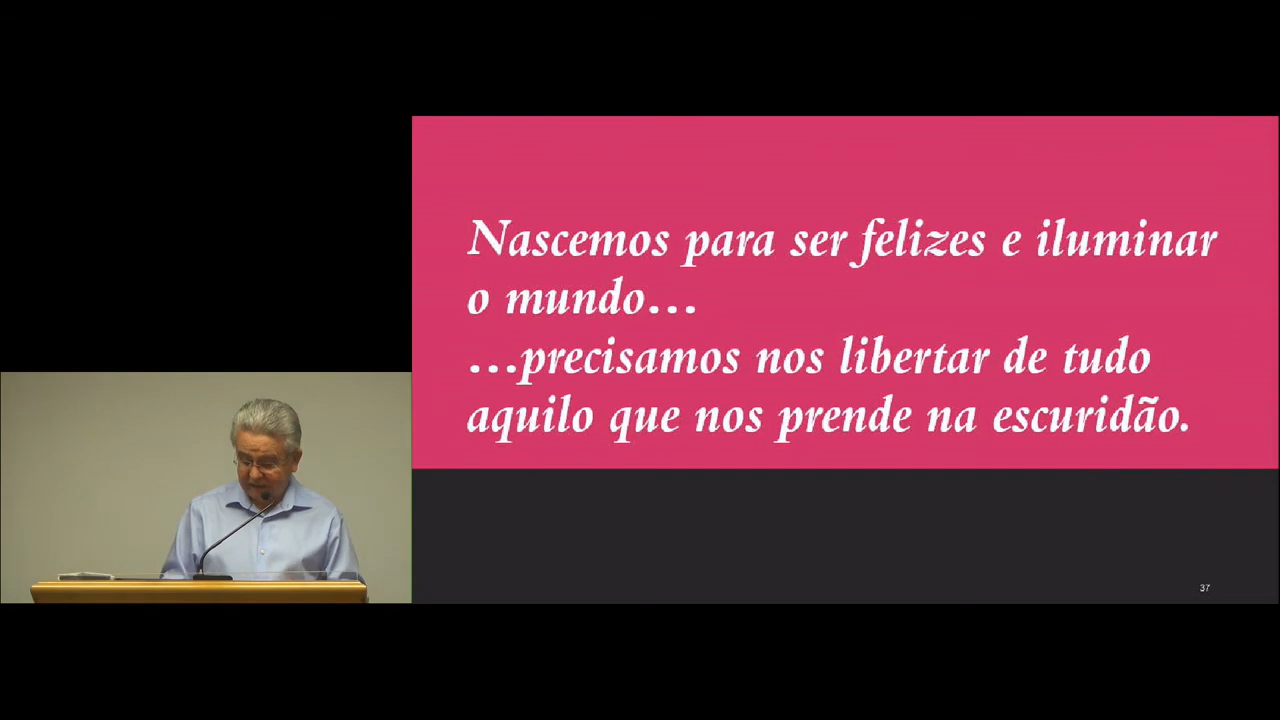 Nascemos para ser felizes e iluminar
o mundo...
...precisamos nos libertar de tudo
aquilo que nos prende na escuridão.
37